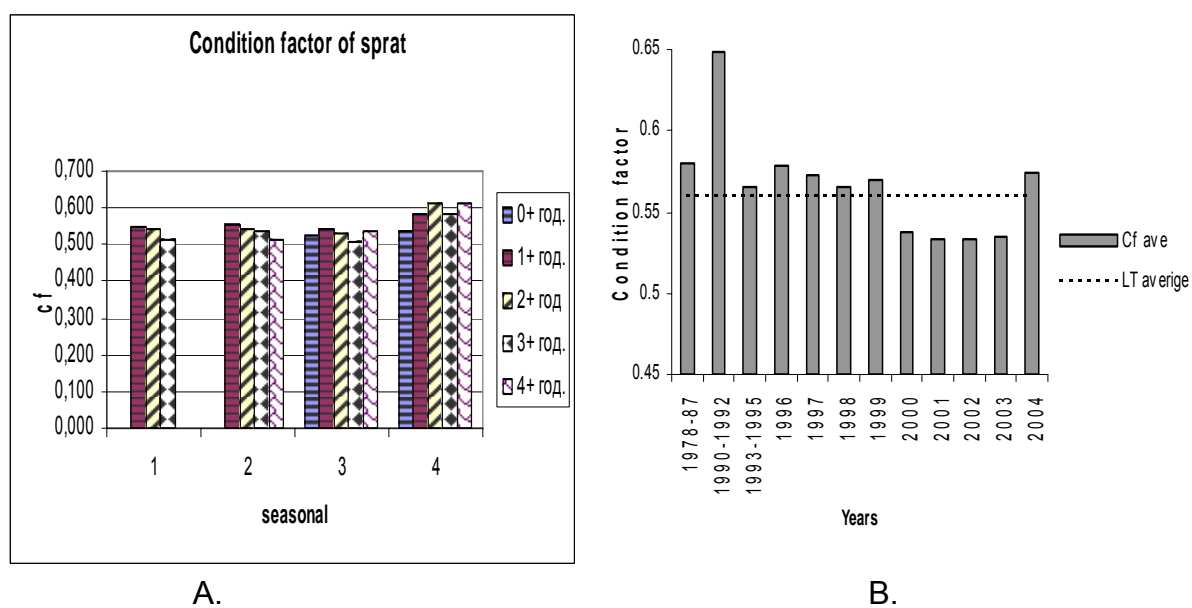 Condition factor of sprat
0,700
0,600
0,500
0,400
0,300
0,200
0,100
0,000
cf
1 2 3 4
seasonal
0+ год.
1+ год.
2+ год
3+ год.
4+ год.
A.
0.65
0.6
0.55
0.5
0.45
Condition factor
1978-87
1990-1992
1993-1995
1996
1997
1998
1999
2000
2001
2002
2003
2004
Years
Cf ave
LT averige
B.